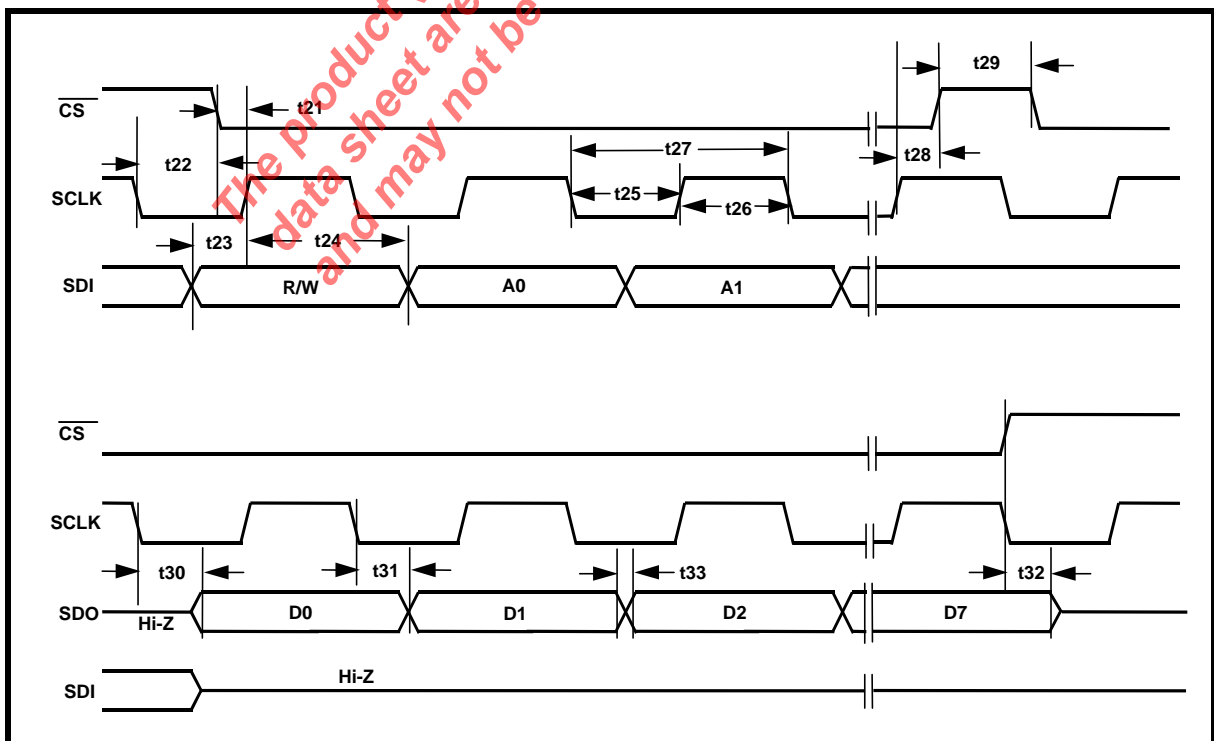 The product
data sheet are
and may not be
t29
CS
t21
t22
t28
t27
SCLK
t25
t26
t23
t24
SDI
R/W
A0
A1
CS
SCLK
t30
t31
t33
t32
SDO
Hi-Z
D0
D1
D2
D7
SDI
Hi-Z